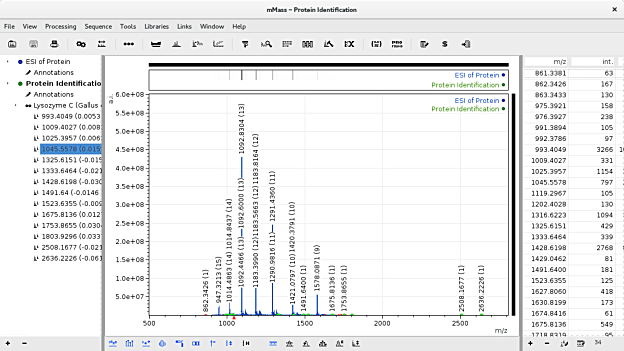 mMass – Protein Identification
File View Processing Sequence Tools Libraries Links Window Help
ESI of Protein
Annotations
Protein Identificatio
Annotations
Lysozyme C (Gallus
993.4049 (0.0053
1009.4027 (0.008
1025.3957 (0.006
1045.5578 (0.015
1325.6151 (-0.015
1333.6464 (-0.021
1428.6198 (-0.030
1491.64 (-0.0146
1523.6355 (-0.009
1675.8136 (0.012
1753.8655 (0.030
1803.9296 (0.033
2508.1677 (-0.021
2636.2226 (-0.061
ESI of Protein
Protein Identification
ESI of Protein
Protein Identification
a.i.
6.0e+08
5.5e+08
5.0e+08
4.5e+08
4.0e+08
3.5e+08
3.0e+08
2.5e+08
2.0e+08
1.5e+08
1.0e+08
5.0e+07
862.3426 (1)
947.3213 (15)
1014.4863 (14)
1014.8437 (14)
1092.4466 (13)
1092.6000 (13)
1092.8304 (13)
1183.3990 (12)
1183.5663 (12)
1183.8164 (12)
1290.9816 (11)
1291.4360 (11)
1421.0797 (10)
1420.3791 (10)
1491.6400 (1)
1578.0871 (9)
1675.8136 (1)
1753.8655 (1)
2508.1677 (1)
2636.2226 (1)
500 1000 1500 2000 2500
m/z
m/z int.
861.3381 63
862.3426 167
863.3433 130
975.3921 158
976.3927 238
991.3894 105
992.3786 97
993.4049 3266
1009.4027 331
1025.3957 1154
1045.5578 797
1119.2967 105
1202.4028 130
1316.6223 1094
1325.6151 429
1333.6464 339
1428.6198 2768
1429.0462 81
1491.6400 181
1523.6355 125
1627.8060 418
1630.8199 173
1674.8416 61
1675.8136 549
34